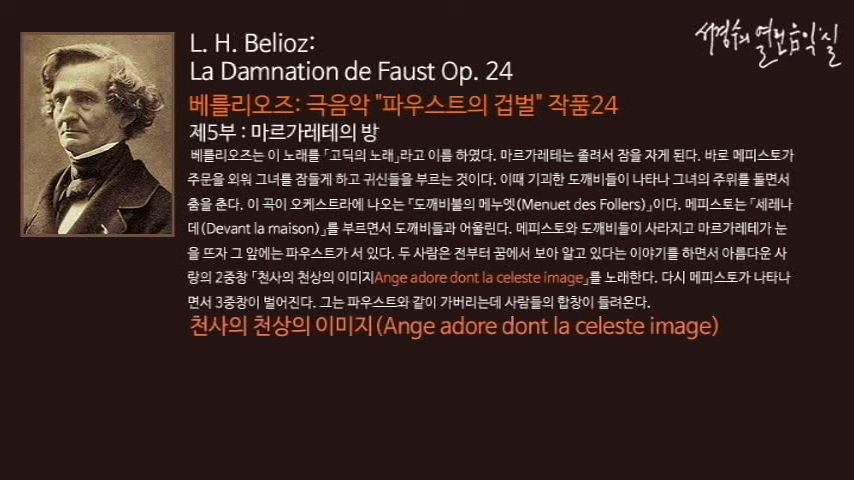 서경수의 열린음악실
L. H. Belioz:
La Damnation de Faust Op. 24
베를리오즈: 극음악 "파우스트의 겁벌" 작품24
제5부 : 마르가레테의 방
베를리오즈는 이 노래를 「고딕의 노래」라고 이름 하였다. 마르가레테는 졸려서 잠을 자게 된다. 바로 메피스토가
주문을 외워 그녀를 잠들게 하고 귀신들을 부르는 것이다. 이때 기괴한 도깨비들이 나타나 그녀의 주위를 돌면서
춤을 춘다. 이 곡이 오케스트라에 나오는 「도깨비불의 메누엣(Menuet des Follers)」이다. 메피스토는 「세레나
데(Devant la maison)」를 부르면서 도깨비들과 어울린다. 메피스토와 도깨비들이 사라지고 마르가레테가 눈
을 뜨자 그 앞에는 파우스트가 서 있다. 두 사람은 전부터 꿈에서 보아 알고 있다는 이야기를 하면서 아름다운 사
랑의 2중창 「천사의 천상의 이미지Ange adore dont la celeste image」를 노래한다. 다시 메피스토가 나타나
면서 3중창이 벌어진다. 그는 파우스트와 같이 가버리는데 사람들의 합창이 들려온다.
천사의 천상의 이미지(Ange adore dont la celeste image)